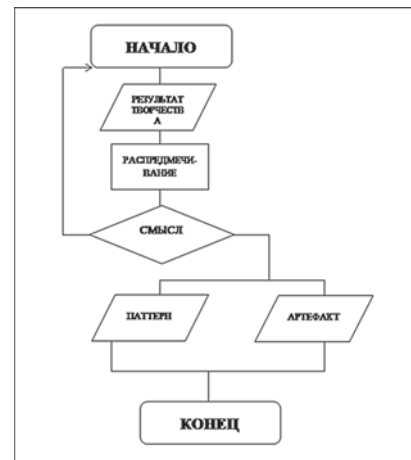 НАЧАЛО
РЕЗУЛЬТАТ
ТВОРЧЕСТВ
А
РАСПРЕДМЕЧИ-
ВАНИЕ
СМЫСЛ
ПАТТЕРН
АРТЕФАКТ
КОНЕЦ